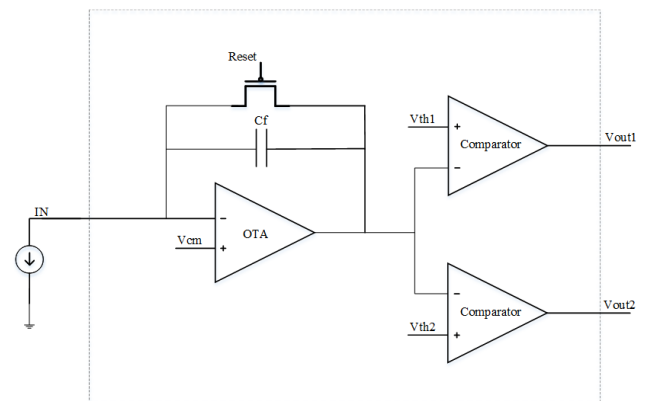 Reset
Cf
IN
Vcm
OTA
-
+
Vth1
+
Comparator
-
Vout1
-
Comparator
Vth2
+
Vout2